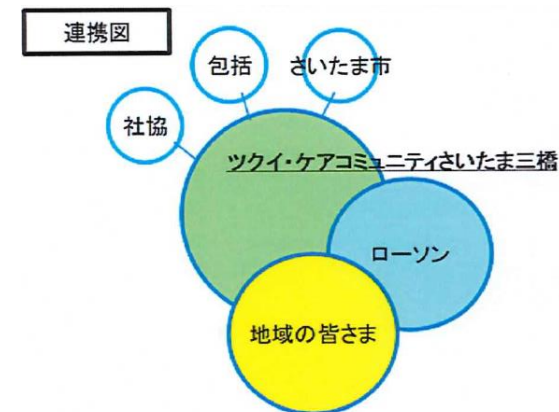 連携図
包括
さいたま市
社協
ツクイ・ケアコミュニティさいたま三橋
ローソン
地域の皆さま